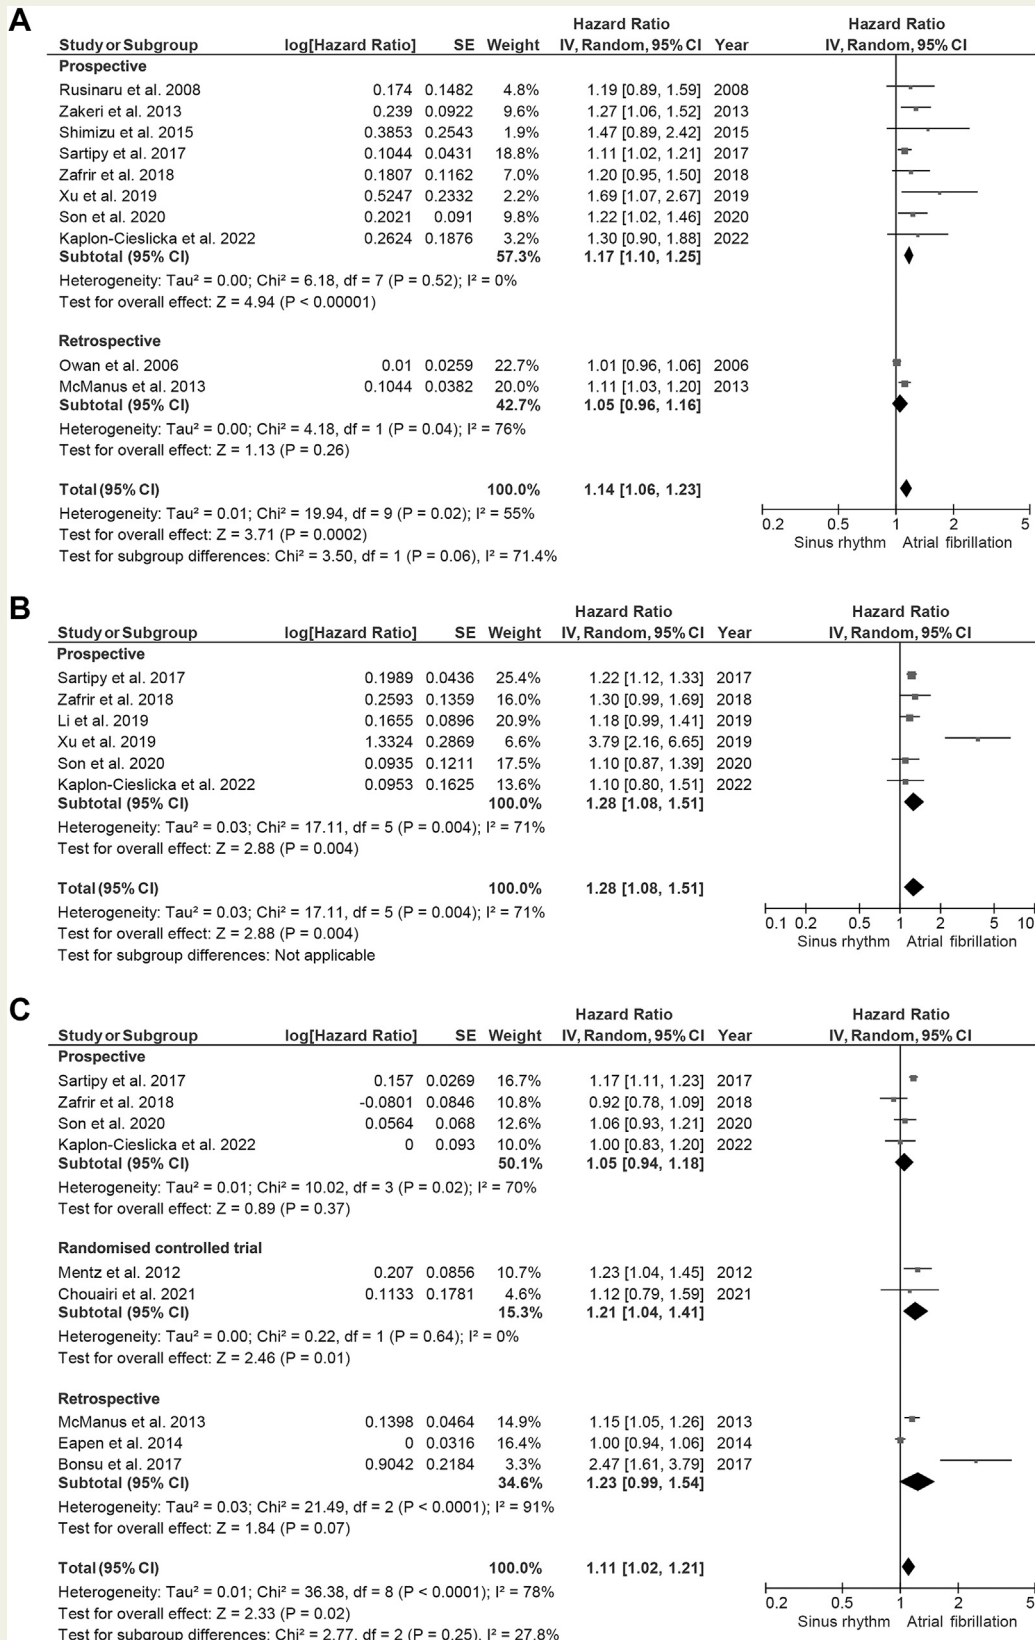 A
Hazard Ratio Hazard Ratio
Study or Subgroup log[Hazard Ratio] SE Weight IV, Random, 95% CI Year IV, Random, 95% CI
Prospective
Rusinaru et al. 2008 0.174 0.1482 4.8% 1.19 [0.89, 1.59] 2008
Zakeri et al. 2013 0.239 0.0922 9.6% 1.27 [1.06, 1.52] 2013
Shimizu et al. 2015 0.3853 0.2543 1.9% 1.47 [0.89, 2.42] 2015
Sartipy et al. 2017 0.1044 0.0431 18.8% 1.11 [1.02, 1.21] 2017
Zafrir et al. 2018 0.1807 0.1162 7.0% 1.20 [0.95, 1.50] 2018
Xu et al. 2019 0.5247 0.2332 2.2% 1.69 [1.07, 2.67] 2019
Son et al. 2020 0.2021 0.091 9.8% 1.22 [1.02, 1.46] 2020
Kaplon-Cieslicka et al. 2022 0.2624 0.1876 3.2% 1.30 [0.90, 1.88] 2022
Subtotal (95% CI) 57.3% 1.17 [1.10, 1.25]
Heterogeneity: Tau² = 0.00; Chi² = 6.18, df = 7 (P = 0.52); I² = 0%
Test for overall effect: Z = 4.94 (P < 0.00001)
Retrospective
Owan et al. 2006 0.01 0.0259 22.7% 1.01 [0.96, 1.06] 2006
McManus et al. 2013 0.1044 0.0382 20.0% 1.11 [1.03, 1.20] 2013
Subtotal (95% CI) 42.7% 1.05 [0.96, 1.16]
Heterogeneity: Tau² = 0.00; Chi² = 4.18, df = 1 (P = 0.04); I² = 76%
Test for overall effect: Z = 1.13 (P = 0.26)
Total (95% CI) 100.0% 1.14 [1.06, 1.23]
Heterogeneity: Tau² = 0.01; Chi² = 19.94, df = 9 (P = 0.02); I² = 55%
0.2 0.5 1 2 5
Test for overall effect: Z = 3.71 (P = 0.0002)
Sinus rhythm Atrial fibrillation
Test for subgroup differences: Chi² = 3.50, df = 1 (P = 0.06), I² = 71.4%
B
Hazard Ratio Hazard Ratio
Study or Subgroup log[Hazard Ratio] SE Weight IV, Random, 95% CI Year IV, Random, 95% CI
Prospective
Sartipy et al. 2017 0.1989 0.0436 25.4% 1.22 [1.12, 1.33] 2017
Zafrir et al. 2018 0.2593 0.1359 16.0% 1.30 [0.99, 1.69] 2018
Li et al. 2019 0.1655 0.0896 20.9% 1.18 [0.99, 1.41] 2019
Xu et al. 2019 1.3324 0.2869 6.6% 3.79 [2.16, 6.65] 2019
Son et al. 2020 0.0935 0.1211 17.5% 1.10 [0.87, 1.39] 2020
Kaplon-Cieslicka et al. 2022 0.0953 0.1625 13.6% 1.10 [0.80, 1.51] 2022
Subtotal (95% CI) 100.0% 1.28 [1.08, 1.51]
Heterogeneity: Tau² = 0.03; Chi² = 17.11, df = 5 (P = 0.004); I² = 71%
Test for overall effect: Z = 2.88 (P = 0.004)
Total (95% CI) 100.0% 1.28 [1.08, 1.51]
Heterogeneity: Tau² = 0.03; Chi² = 17.11, df = 5 (P = 0.004); I² = 71%
0.1 0.2 0.5 1 2 5 10
Test for overall effect: Z = 2.88 (P = 0.004)
Sinus rhythm Atrial fibrillation
Test for subgroup differences: Not applicable
C
Hazard Ratio Hazard Ratio
Study or Subgroup log[Hazard Ratio] SE Weight IV, Random, 95% CI Year IV, Random, 95% CI
Prospective
Sartipy et al. 2017 0.157 0.0269 16.7% 1.17 [1.11, 1.23] 2017
Zafrir et al. 2018 -0.0801 0.0846 10.8% 0.92 [0.78, 1.09] 2018
Son et al. 2020 0.0564 0.068 12.6% 1.06 [0.93, 1.21] 2020
Kaplon-Cieslicka et al. 2022 0 0.093 10.0% 1.00 [0.83, 1.20] 2022
Subtotal (95% CI) 50.1% 1.05 [0.94, 1.18]
Heterogeneity: Tau² = 0.01; Chi² = 10.02, df = 3 (P = 0.02); I² = 70%
Test for overall effect: Z = 0.89 (P = 0.37)
Randomised controlled trial
Mentz et al. 2012 0.207 0.0856 10.7% 1.23 [1.04, 1.45] 2012
Chouairi et al. 2021 0.1133 0.1781 4.6% 1.12 [0.79, 1.59] 2021
Subtotal (95% CI) 15.3% 1.21 [1.04, 1.41]
Heterogeneity: Tau² = 0.00; Chi² = 0.22, df = 1 (P = 0.64); I² = 0%
Test for overall effect: Z = 2.46 (P = 0.01)
Retrospective
McManus et al. 2013 0.1398 0.0464 14.9% 1.15 [1.05, 1.26] 2013
Eapen et al. 2014 0 0.0316 16.4% 1.00 [0.94, 1.06] 2014
Bonsu et al. 2017 0.9042 0.2184 3.3% 2.47 [1.61, 3.79] 2017
Subtotal (95% CI) 34.6% 1.23 [0.99, 1.54]
Heterogeneity: Tau² = 0.03; Chi² = 21.49, df = 2 (P < 0.0001); I² = 91%
Test for overall effect: Z = 1.84 (P = 0.07)
Total (95% CI) 100.0% 1.11 [1.02, 1.21]
Heterogeneity: Tau² = 0.01; Chi² = 36.38, df = 8 (P < 0.0001); I² = 78%
0.2 0.5 1 2 5
Test for overall effect: Z = 2.33 (P = 0.02)
Sinus rhythm Atrial fibrillation
Test for subgroup differences: Chi² = 2.77, df = 2 (P = 0.25), I² = 27.8%